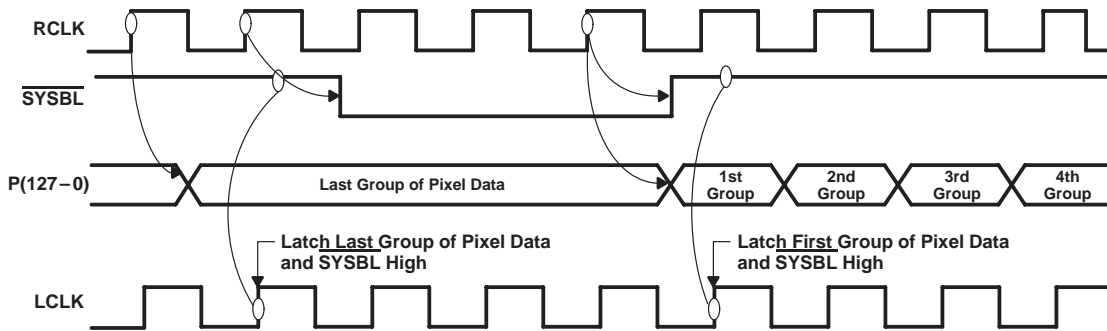 RCLK
SYSBL
P(127–0)
Last Group of Pixel Data
1st
Group
2nd
Group
3rd
Group
4th
Group
Latch Last Group of Pixel Data
and SYSBL High
Latch First Group of Pixel Data
and SYSBL High
LCLK